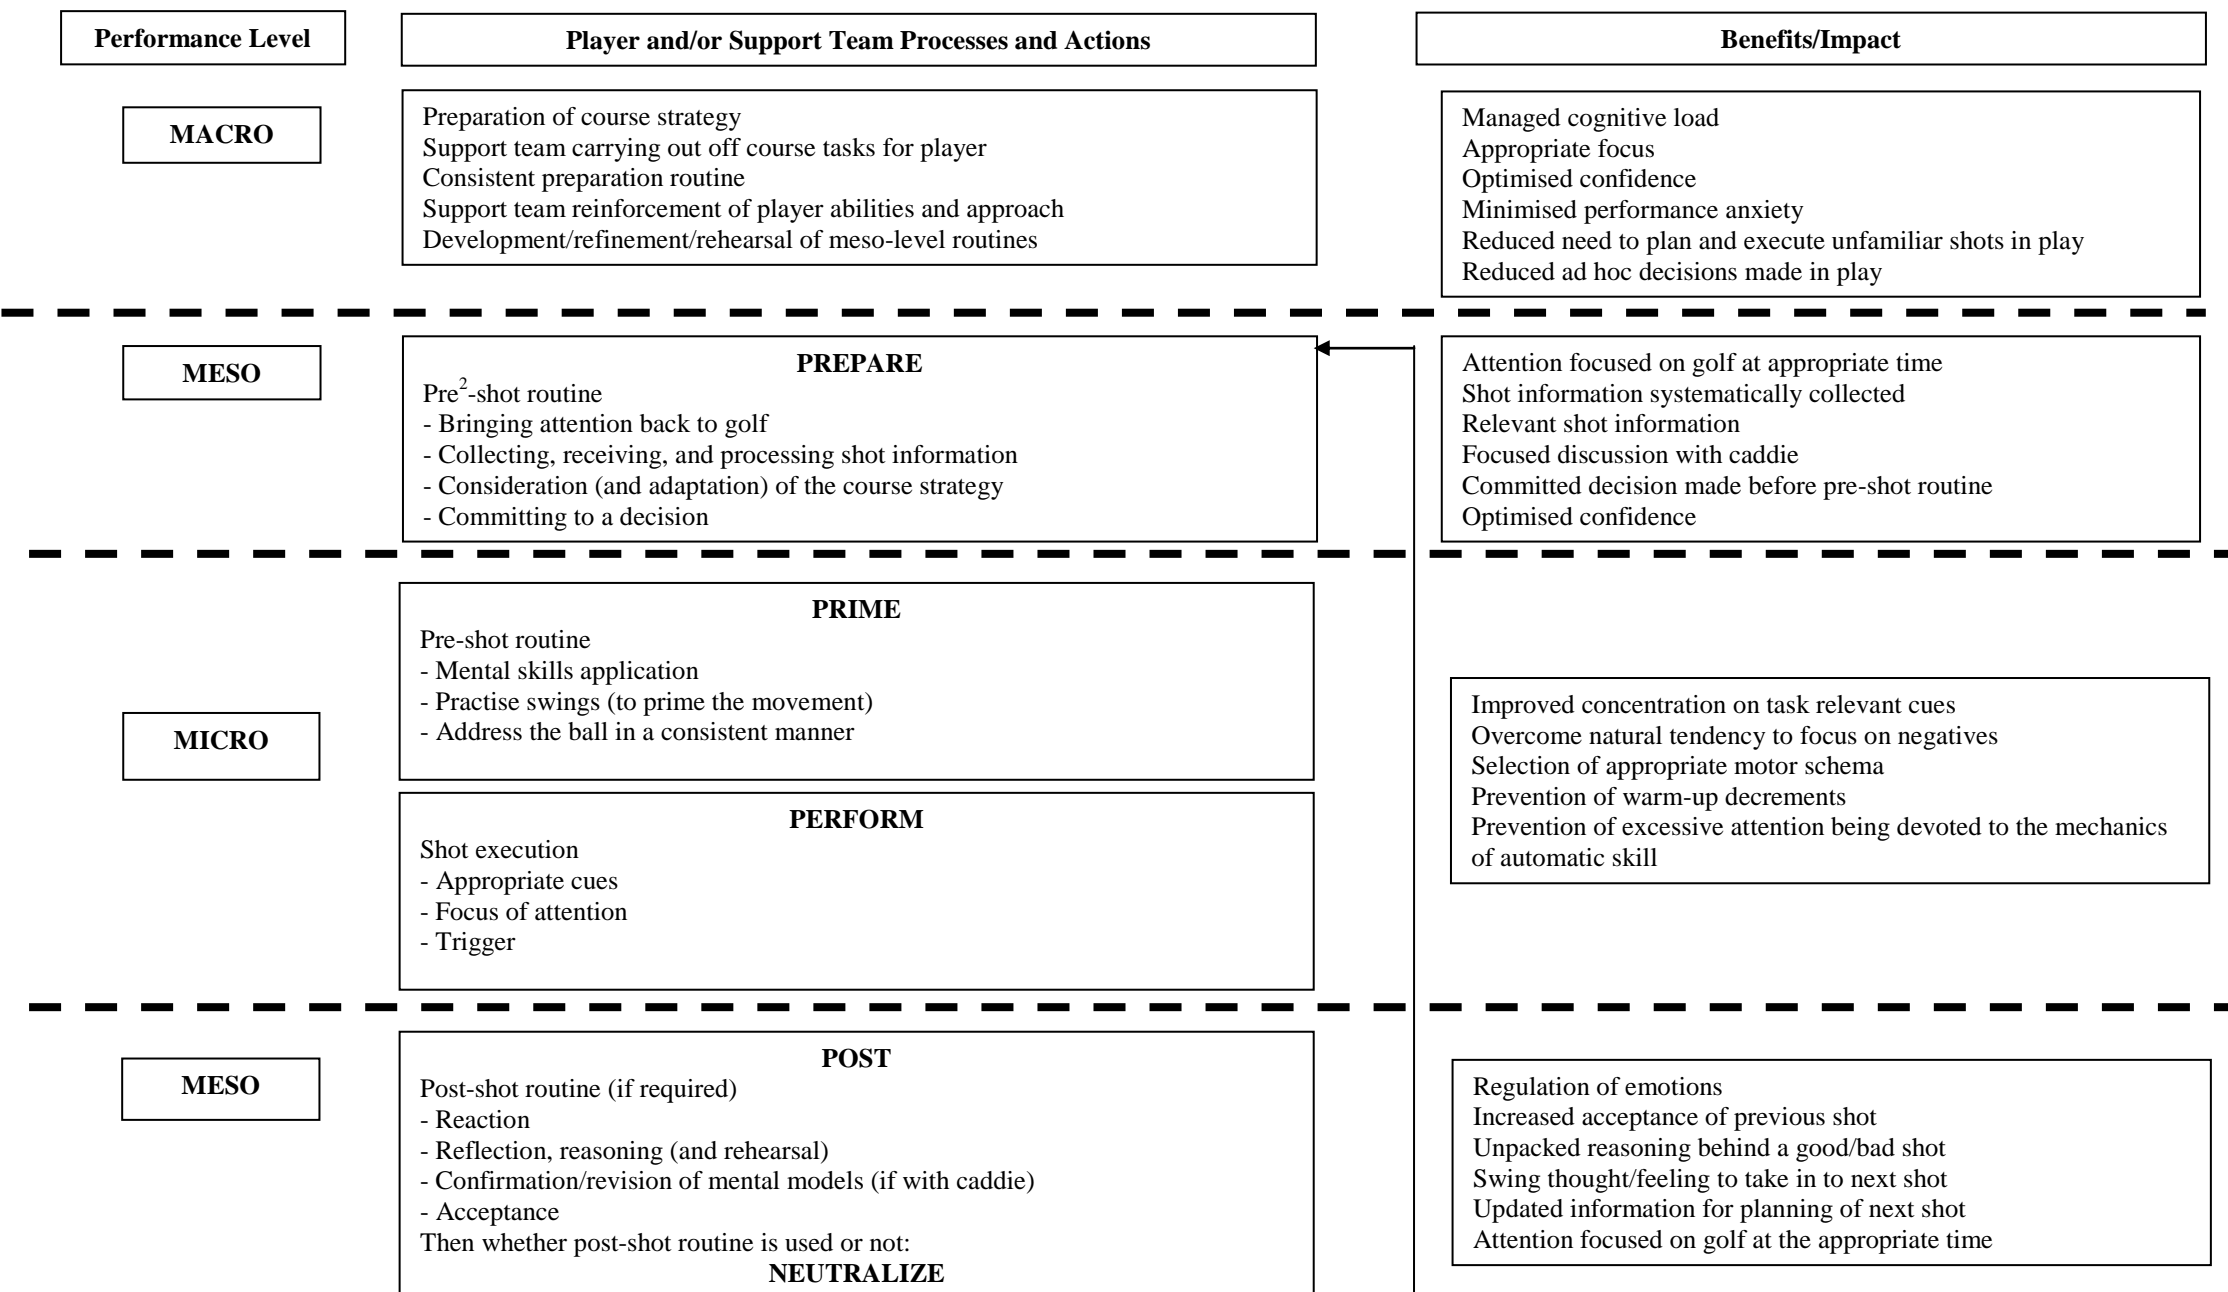 Performance Level
Player and/or Support Team Processes and Actions
Benefits/Impact
MACRO
Preparation of course strategy
Support team carrying out off course tasks for player
Consistent preparation routine
Support team reinforcement of player abilities and approach
Development/refinement/rehearsal of meso-level routines
Managed cognitive load
Appropriate focus
Optimised confidence
Minimised performance anxiety
Reduced need to plan and execute unfamiliar shots in play
Reduced ad hoc decisions made in play
MESO
PREPARE
Pre²-shot routine
- Bringing attention back to golf
- Collecting, receiving, and processing shot information
- Consideration (and adaptation) of the course strategy
- Committing to a decision
Attention focused on golf at appropriate time
Shot information systematically collected
Relevant shot information
Focused discussion with caddie
Committed decision made before pre-shot routine
Optimised confidence
MICRO
PRIME
Pre-shot routine
- Mental skills application
- Practise swings (to prime the movement)
- Address the ball in a consistent manner
PERFORM
Shot execution
- Appropriate cues
- Focus of attention
- Trigger
Improved concentration on task relevant cues
Overcome natural tendency to focus on negatives
Selection of appropriate motor schema
Prevention of warm-up decrements
Prevention of excessive attention being devoted to the mechanics
of automatic skill
MESO
POST
Post-shot routine (if required)
- Reaction
- Reflection, reasoning (and rehearsal)
- Confirmation/revision of mental models (if with caddie)
- Acceptance
Then whether post-shot routine is used or not:
NEUTRALIZE
Regulation of emotions
Increased acceptance of previous shot
Unpacked reasoning behind a good/bad shot
Swing thought/feeling to take in to next shot
Updated information for planning of next shot
Attention focused on golf at the appropriate time